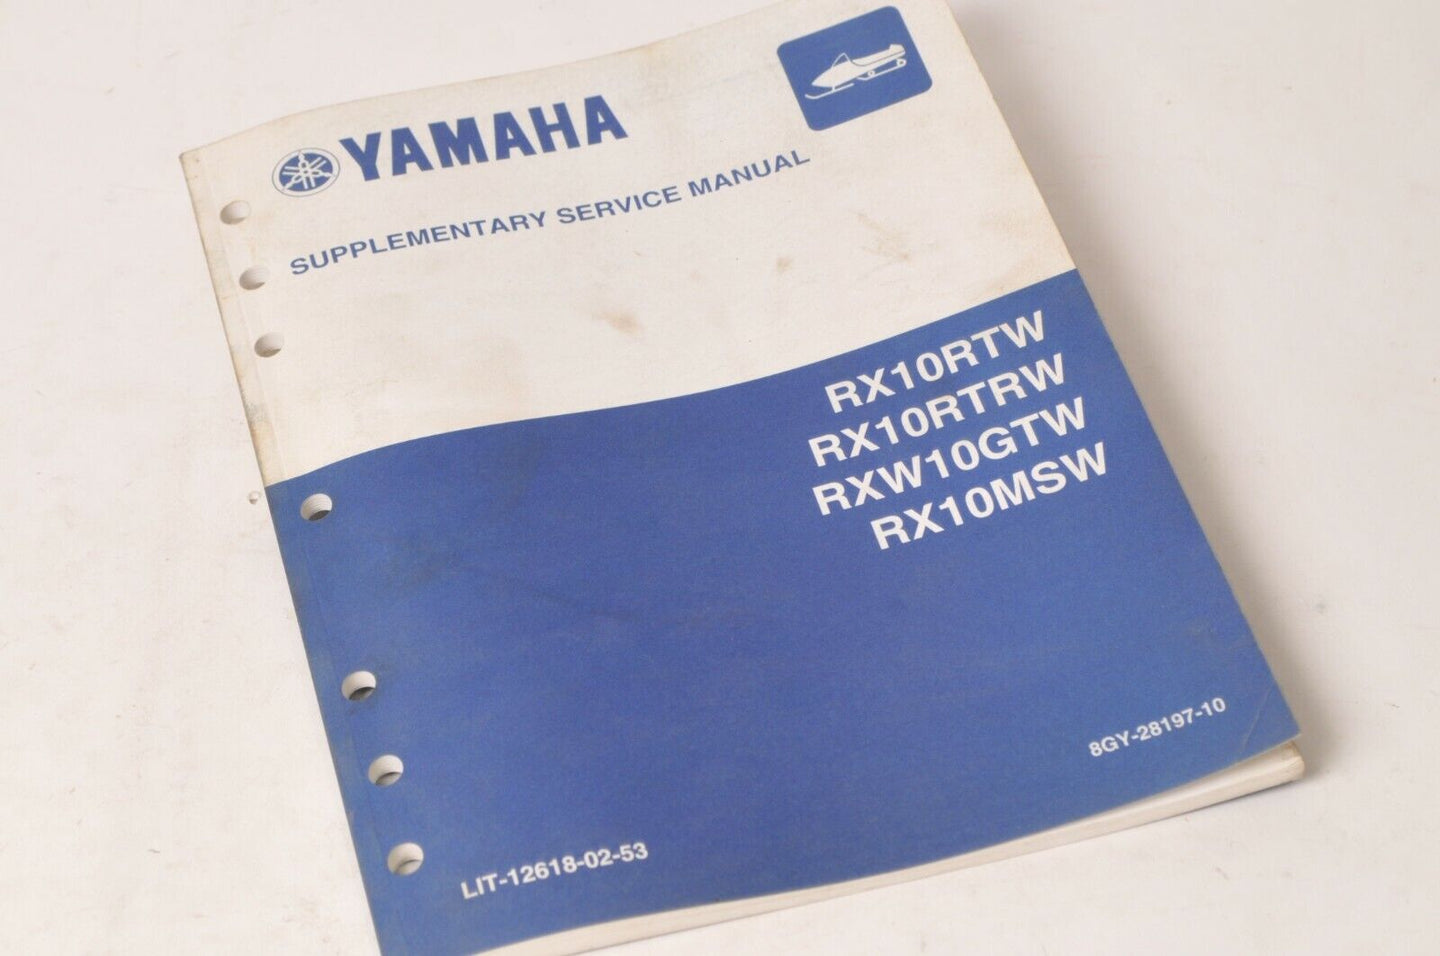 YAMAHA
SUPPLEMENTARY SERVICE MANUAL
RX10RTW
RX10RTRW
RXW10GTW
RX10MSW
8GY-28197-10
LIT-12618-02-53